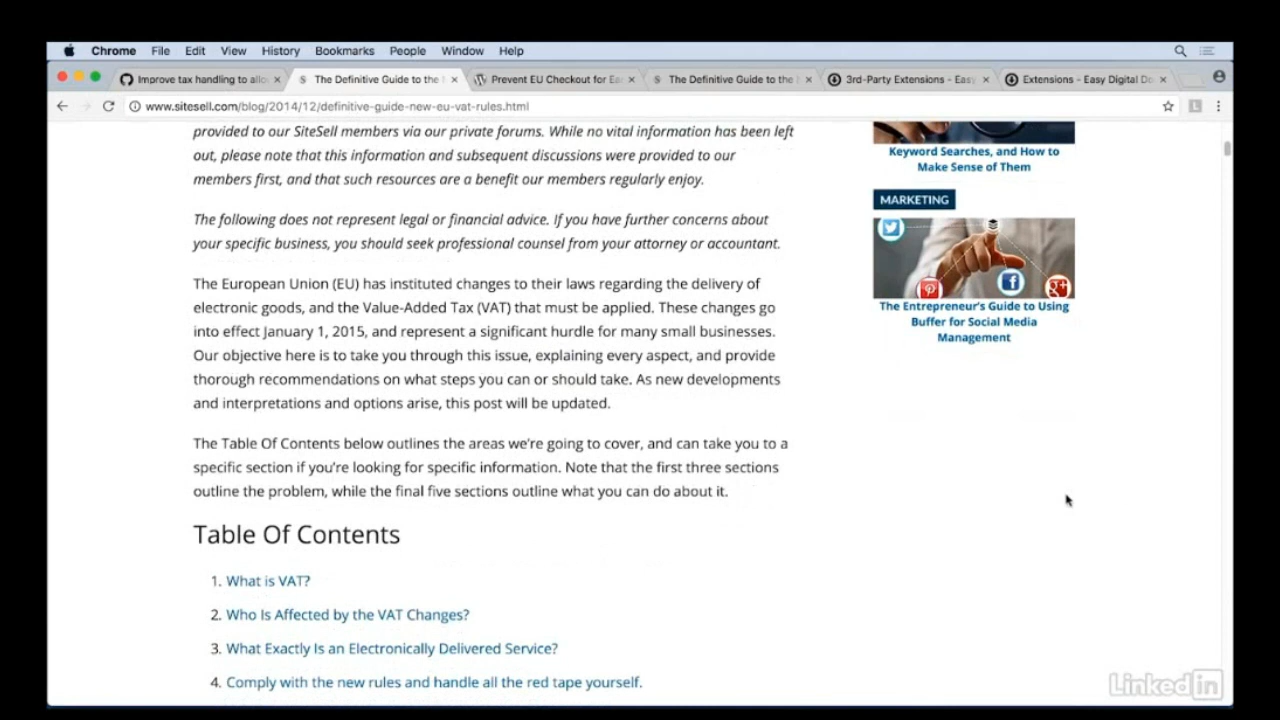 Chrome File Edit View History Bookmarks People Window Help
Improve tax handling to allo
The Definitive Guide to the
Prevent EU Checkout for Ea
The Definitive Guide to the
3rd-Party Extensions - Easy
Extensions - Easy Digital Do
www.sitesell.com/blog/2014/12/definitive-guide-new-eu-vat-rules.html
provided to our SiteSell members via our private forums. While no vital information has been left
out, please note that this information and subsequent discussions were provided to our
members first, and that such resources are a benefit our members regularly enjoy.
The following does not represent legal or financial advice. If you have further concerns about
your specific business, you should seek professional counsel from your attorney or accountant.
The European Union (EU) has instituted changes to their laws regarding the delivery of
electronic goods, and the Value-Added Tax (VAT) that must be applied. These changes go
into effect January 1, 2015, and represent a significant hurdle for many small businesses.
Our objective here is to take you through this issue, explaining every aspect, and provide
thorough recommendations on what steps you can or should take. As new developments
and interpretations and options arise, this post will be updated.
The Table Of Contents below outlines the areas we're going to cover, and can take you to a
specific section if you're looking for specific information. Note that the first three sections
outline the problem, while the final five sections outline what you can do about it.
Table Of Contents
1. What is VAT?
2. Who Is Affected by the VAT Changes?
3. What Exactly Is an Electronically Delivered Service?
4. Comply with the new rules and handle all the red tape yourself.
Keyword Searches, and How to
Make Sense of Them
MARKETING
The Entrepreneur's Guide to Using
Buffer for Social Media
Management
LinkedIn